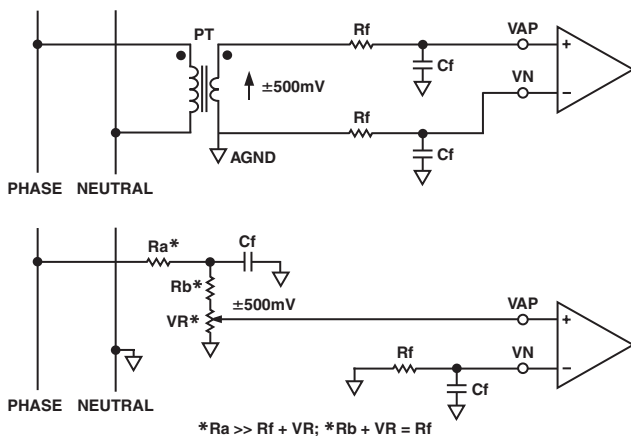 PT
Rf
VAP
Cf
±500mV
VN
Rf
Cf
AGND
PHASE NEUTRAL
Ra* Cf
Rb*
±500mV
VR*
VAP
Rf
VN
Cf
PHASE NEUTRAL
*Ra >> Rf + VR; *Rb + VR = Rf
+
−
+
−